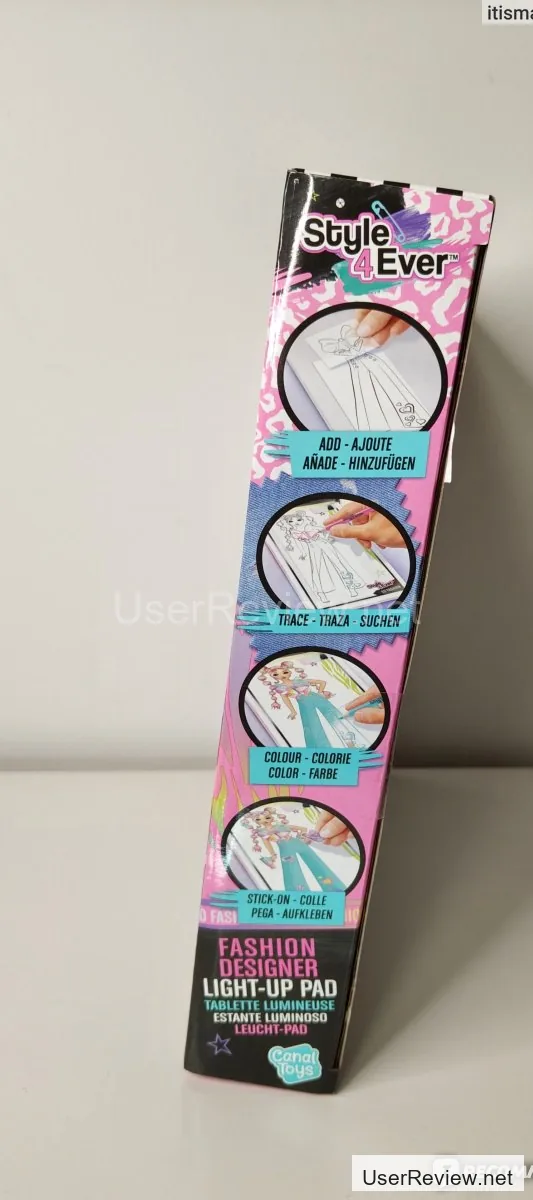 itisma
Style
4Ever™
ADD - AJOUTE
AÑADE - HINZUFÜGEN
UserReview.net
TRACE - TRAZA - SUCHEN
COLOUR - COLORIE
COLOR - FARBE
STICK-ON - COLLE
PEGA - AUFKLEBEN
FASHION
DESIGNER
LIGHT-UP PAD
TABLETTE LUMINEUSE
ESTANTE LUMINOSO
LEUCHT-PAD
Canal
Toys
UserReview.net